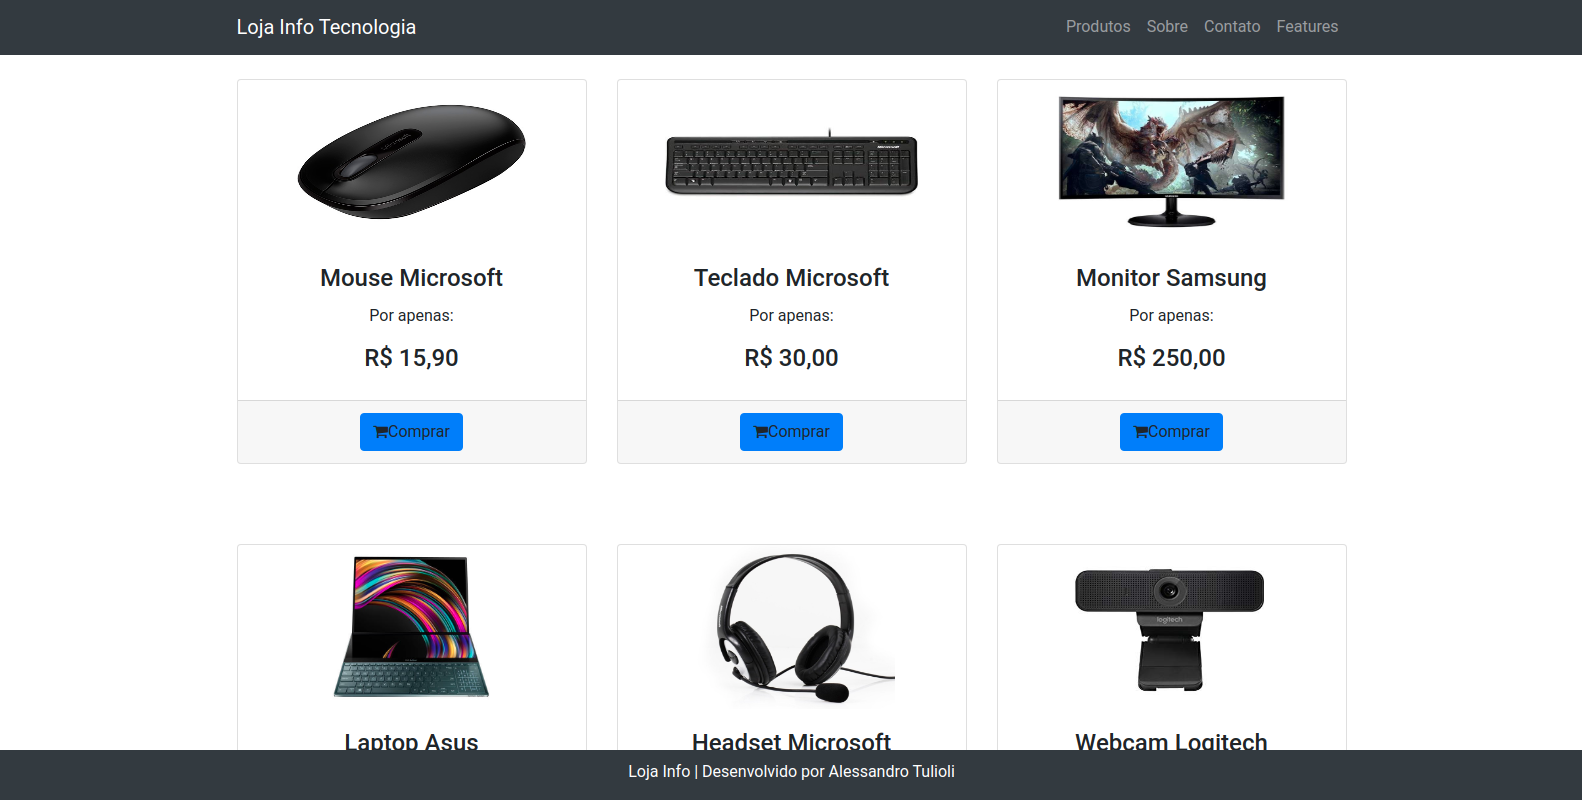 Loja Info Tecnologia
Produtos Sobre Contato Features
Mouse Microsoft
Por apenas:
R$ 15,90
Comprar
Teclado Microsoft
Por apenas:
R$ 30,00
Comprar
Monitor Samsung
Por apenas:
R$ 250,00
Comprar
Laptop Asus
Headset Microsoft
logitech
Webcam Logitech
Loja Info | Desenvolvido por Alessandro Tulioli